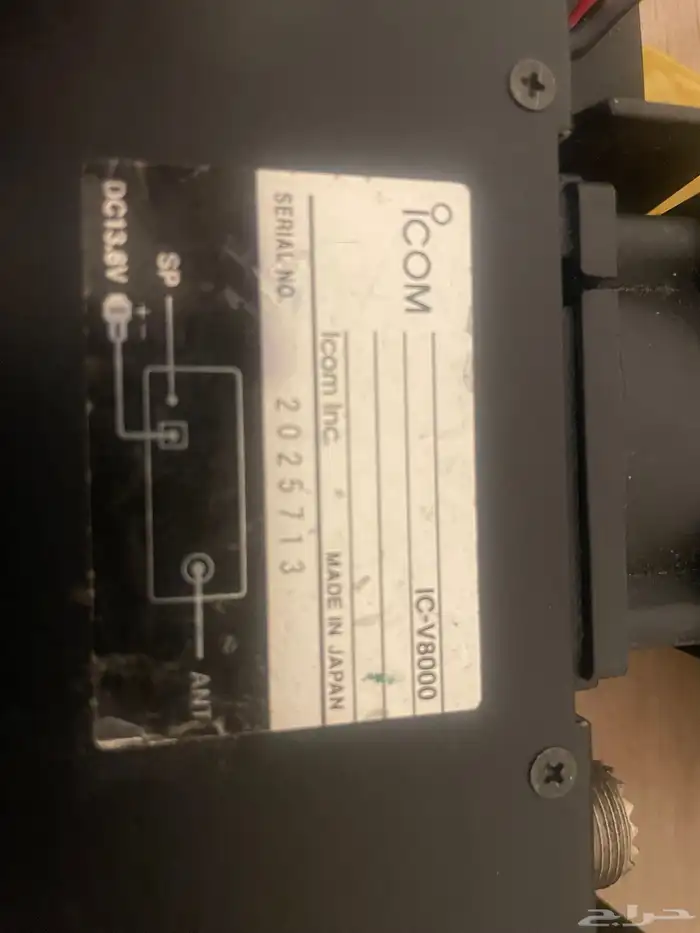 ICOM
IC-V8000
Icom Inc. MADE IN JAPAN
SERIAL NO. 2025713
ANT
SP
DC13.8V
+
-
حراج